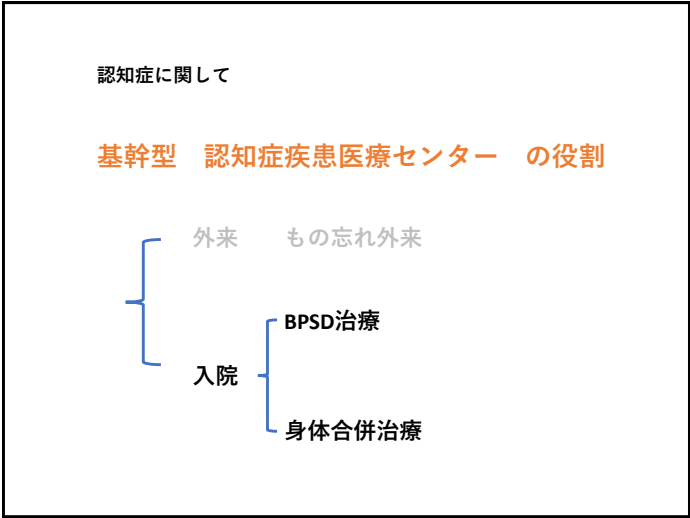 認知症に関して
基幹型　認知症疾患医療センター　の役割
外来　　もの忘れ外来
BPSD治療
入院
身体合併治療